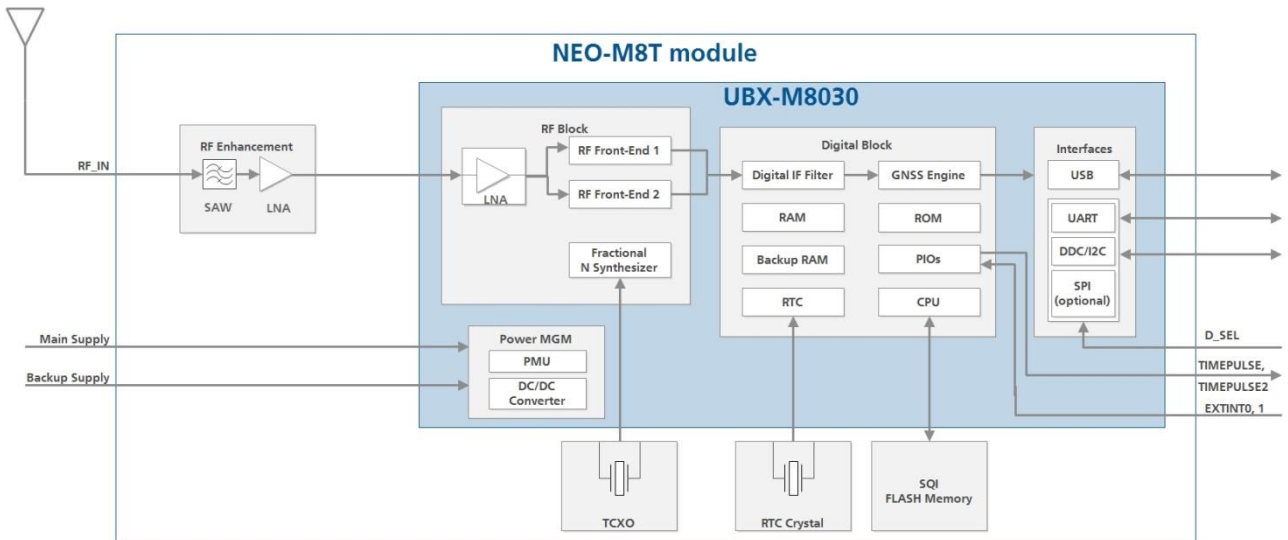 NEO-M8T module
UBX-M8030
RF_IN
RF Enhancement
SAW
LNA
RF Block
LNA
RF Front-End 1
RF Front-End 2
Fractional
N Synthesizer
Digital Block
Digital IF Filter
GNSS Engine
RAM
ROM
Backup RAM
PIOs
RTC
CPU
Interfaces
USB
UART
DDC/I2C
SPI
(optional)
Main Supply
Backup Supply
Power MGM
PMU
DC/DC
Converter
D_SEL
TIMEPULSE,
TIMEPULSE2
EXTINT0, 1
TCXO
RTC Crystal
SQI
FLASH Memory